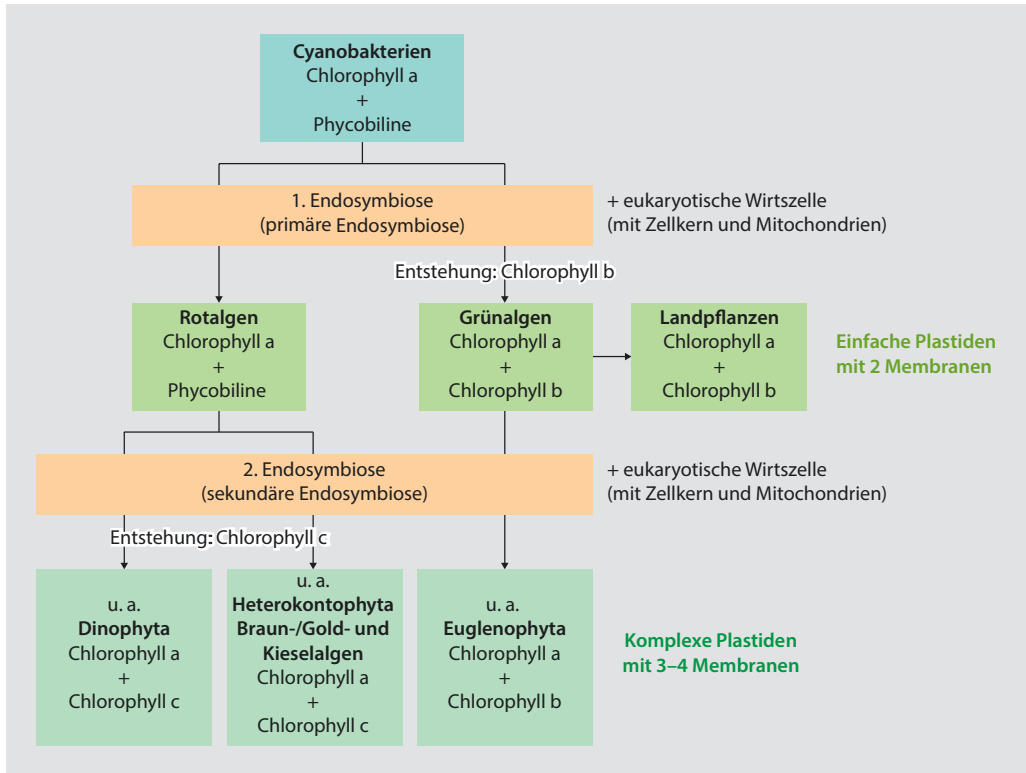 Cyanobakterien
Chlorophyll a
+
Phycobiline
1. Endosymbiose
(primäre Endosymbiose)
+ eukaryotische Wirtszelle
(mit Zellkern und Mitochondrien)
Entstehung: Chlorophyll b
Rotalgen
Chlorophyll a
+
Phycobiline
Grünalgen
Chlorophyll a
+
Chlorophyll b
Landpflanzen
Chlorophyll a
+
Chlorophyll b
Einfache Plastiden
mit 2 Membranen
2. Endosymbiose
(sekundäre Endosymbiose)
+ eukaryotische Wirtszelle
(mit Zellkern und Mitochondrien)
Entstehung: Chlorophyll c
u. a.
Dinophyta
Chlorophyll a
+
Chlorophyll c
u. a.
Heterokontophyta
Braun-/Gold- und
Kieselalgen
Chlorophyll a
+
Chlorophyll c
u. a.
Euglenophyta
Chlorophyll a
+
Chlorophyll b
Komplexe Plastiden
mit 3–4 Membranen